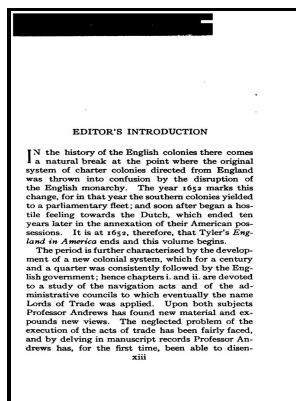 EDITOR'S INTRODUCTION
IN the history of the English colonies there comes
a natural break at the point where the original
system of charter colonies directed from England
was thrown into confusion by the disruption of
the English monarchy. The year 1652 marks this
change, for in that year the southern colonies yielded
to a parliamentary fleet; and soon after began a hos-
tile feeling towards the Dutch, which ended ten
years later in the annexation of their American pos-
sessions. It is at 1652, therefore, that Tyler's Eng-
land in America ends and this volume begins.
The period is further characterized by the develop-
ment of a new colonial system, which for a century
and a quarter was consistently followed by the Eng-
lish government; hence chapters i. and ii. are devoted
to a study of the navigation acts and of the ad-
ministrative councils to which eventually the name
Lords of Trade was applied. Upon both subjects
Professor Andrews has found new material and ex-
pounds new views. The neglected problem of the
execution of the acts of trade has been fairly faced,
and by delving in manuscript records Professor An-
drews has, for the first time, been able to disen-
xiii